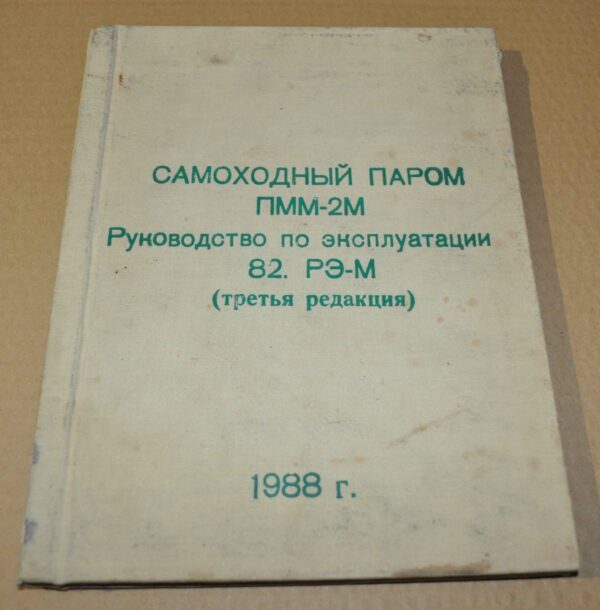 САМОХОДНЫЙ ПАРОМ
ПММ-2М
Руководство по эксплуатации
82. РЭ-М
(третья редакция)
1988 г.